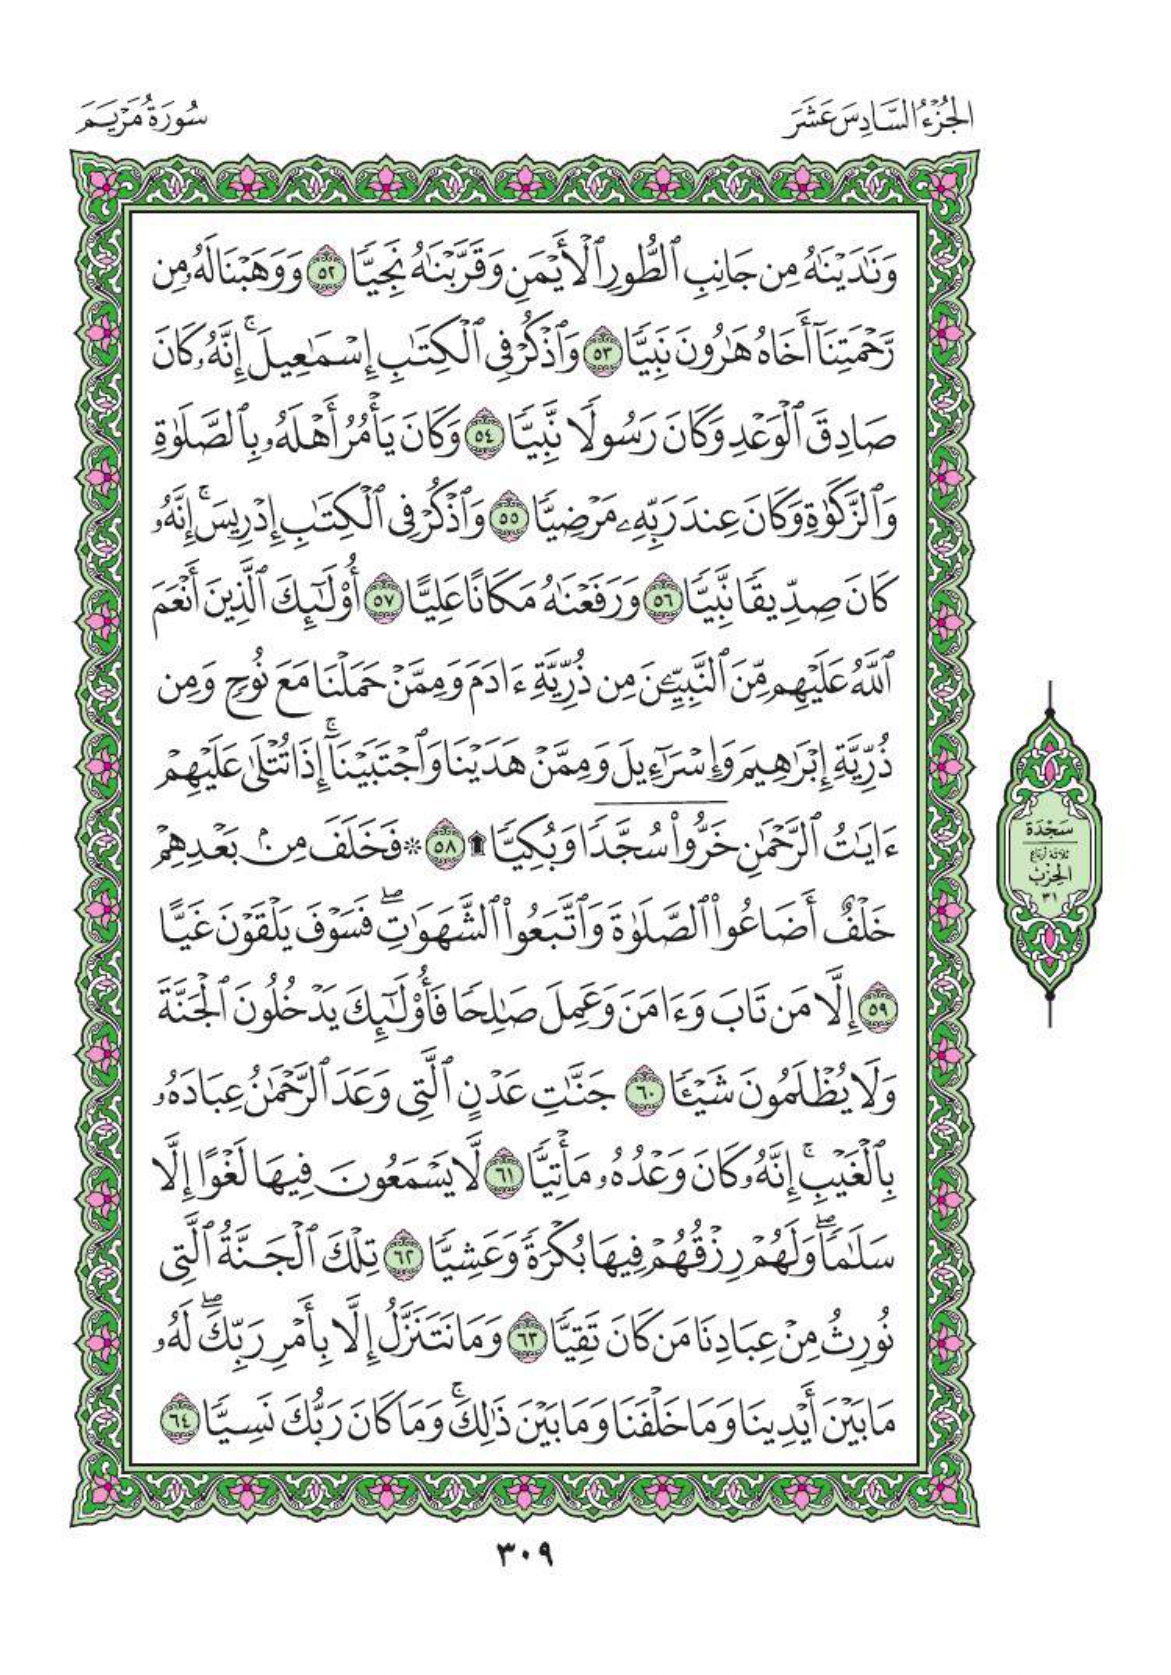 الجُزْءُ السَّادِسَ عَشَرَ
سُورَةُ مَرْيَم
وَنَٰدَيْنَٰهُ مِن جَانِبِ ٱلطُّورِ ٱلْأَيْمَنِ وَقَرَّبْنَٰهُ نَجِيًّا ٥٢ وَوَهَبْنَا لَهُۥ مِن
رَّحْمَتِنَآ أَخَاهُ هَٰرُونَ نَبِيًّا ٥٣ وَٱذْكُرْ فِى ٱلْكِتَٰبِ إِسْمَٰعِيلَ ۚ إِنَّهُۥ كَانَ
صَادِقَ ٱلْوَعْدِ وَكَانَ رَسُولًا نَّبِيًّا ٥٤ وَكَانَ يَأْمُرُ أَهْلَهُۥ بِٱلصَّلَوٰةِ
وَٱلزَّكَوٰةِ وَكَانَ عِندَ رَبِّهِۦ مَرْضِيًّا ٥٥ وَٱذْكُرْ فِى ٱلْكِتَٰبِ إِدْرِيسَ ۚ إِنَّهُۥ
كَانَ صِدِّيقًا نَّبِيًّا ٥٦ وَرَفَعْنَٰهُ مَكَانًا عَلِيًّا ٥٧ أُو۟لَٰٓئِكَ ٱلَّذِينَ أَنْعَمَ
ٱللَّهُ عَلَيْهِم مِّنَ ٱلنَّبِيِّۦنَ مِن ذُرِّيَّةِ ءَادَمَ وَمِمَّنْ حَمَلْنَا مَعَ نُوحٍ وَمِن
ذُرِّيَّةِ إِبْرَٰهِيمَ وَإِسْرَٰٓءِيلَ وَمِمَّنْ هَدَيْنَا وَٱجْتَبَيْنَآ ۚ إِذَا تُتْلَىٰ عَلَيْهِمْ
ءَايَٰتُ ٱلرَّحْمَٰنِ خَرُّوا۟ سُجَّدًا وَبُكِيًّا ۩ ٥٨ ۞ فَخَلَفَ مِنۢ بَعْدِهِمْ
خَلْفٌ أَضَاعُوا۟ ٱلصَّلَوٰةَ وَٱتَّبَعُوا۟ ٱلشَّهَوَٰتِ ۖ فَسَوْفَ يَلْقَوْنَ غَيًّا
٥٩ إِلَّا مَن تَابَ وَءَامَنَ وَعَمِلَ صَٰلِحًا فَأُو۟لَٰٓئِكَ يَدْخُلُونَ ٱلْجَنَّةَ
وَلَا يُظْلَمُونَ شَيْـًٔا ٦٠ جَنَّٰتِ عَدْنٍ ٱلَّتِى وَعَدَ ٱلرَّحْمَٰنُ عِبَادَهُۥ
بِٱلْغَيْبِ ۚ إِنَّهُۥ كَانَ وَعْدُهُۥ مَأْتِيًّا ٦١ لَّا يَسْمَعُونَ فِيهَا لَغْوًا إِلَّا
سَلَٰمًا ۖ وَلَهُمْ رِزْقُهُمْ فِيهَا بُكْرَةً وَعَشِيًّا ٦٢ تِلْكَ ٱلْجَنَّةُ ٱلَّتِى
نُورِثُ مِنْ عِبَادِنَا مَن كَانَ تَقِيًّا ٦٣ وَمَا نَتَنَزَّلُ إِلَّا بِأَمْرِ رَبِّكَ ۖ لَهُۥ
مَا بَيْنَ أَيْدِينَا وَمَا خَلْفَنَا وَمَا بَيْنَ ذَٰلِكَ ۚ وَمَا كَانَ رَبُّكَ نَسِيًّا ٦٤
سَجْدَة
ثلاثة أرباع
الحِزْب
٣١
٣٠٩